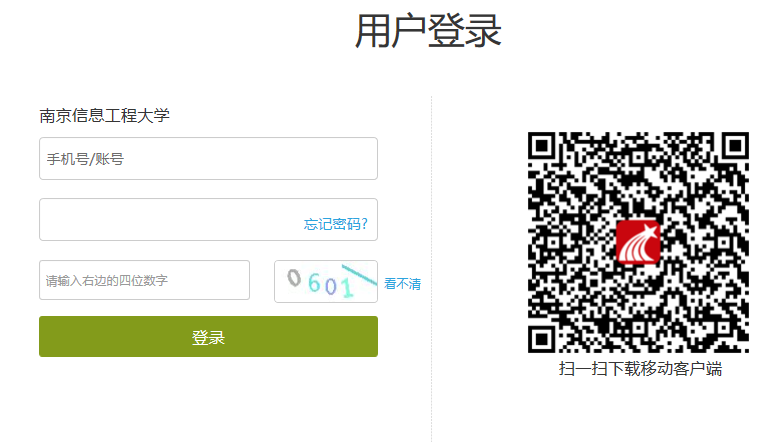 用户登录
南京信息工程大学
手机号/账号
忘记密码?
请输入右边的四位数字
0601
看不清
登录
扫一扫下载移动客户端